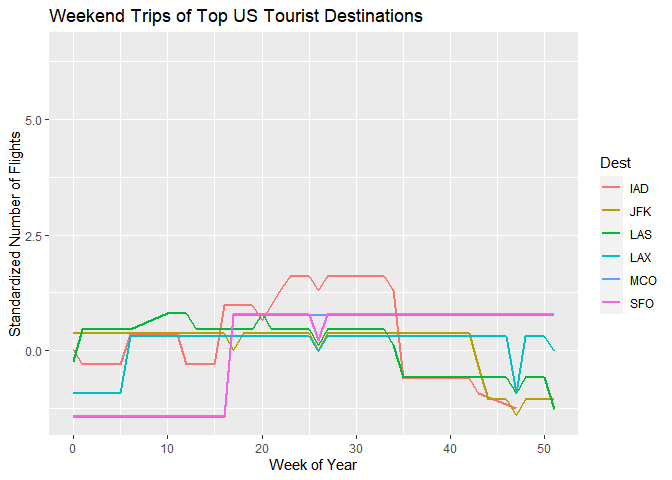 Weekend Trips of Top US Tourist Destinations
Standardized Number of Flights
5.0
2.5
0.0
0 10 20 30 40 50
Week of Year
Dest
IAD
JFK
LAS
LAX
MCO
SFO